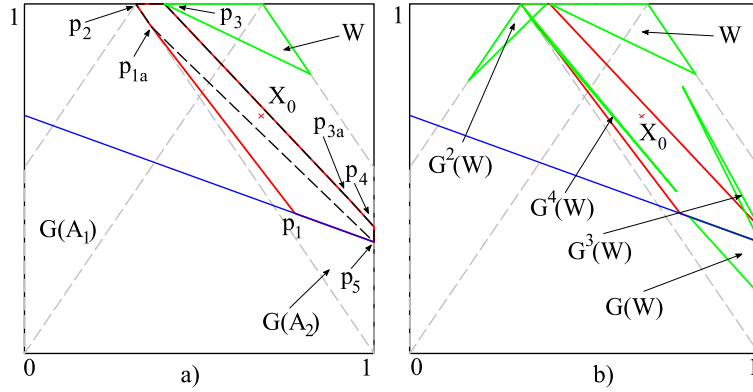 1
p2
p3
W
p1a
X0
p3a
p4
G(A1)
p1
p5
G(A2)
0
1
a)
1
W
X0
G2(W)
G4(W)
G3(W)
G(W)
0
1
b)